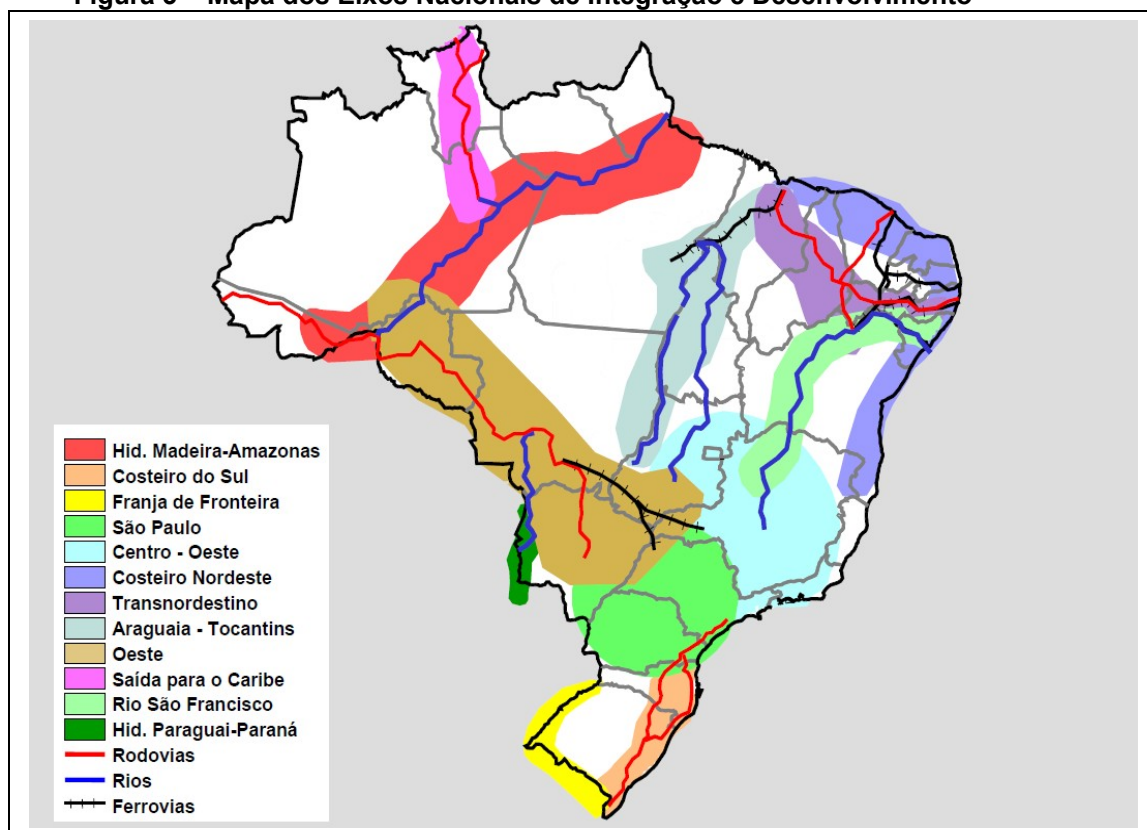 Figura 3 – Mapa dos Eixos Nacionais de Integração e Desenvolvimento
Hid. Madeira-Amazonas
Costeiro do Sul
Franja de Fronteira
São Paulo
Centro - Oeste
Costeiro Nordeste
Transnordestino
Araguaia - Tocantins
Oeste
Saída para o Caribe
Rio São Francisco
Hid. Paraguai-Paraná
Rodovias
Rios
Ferrovias